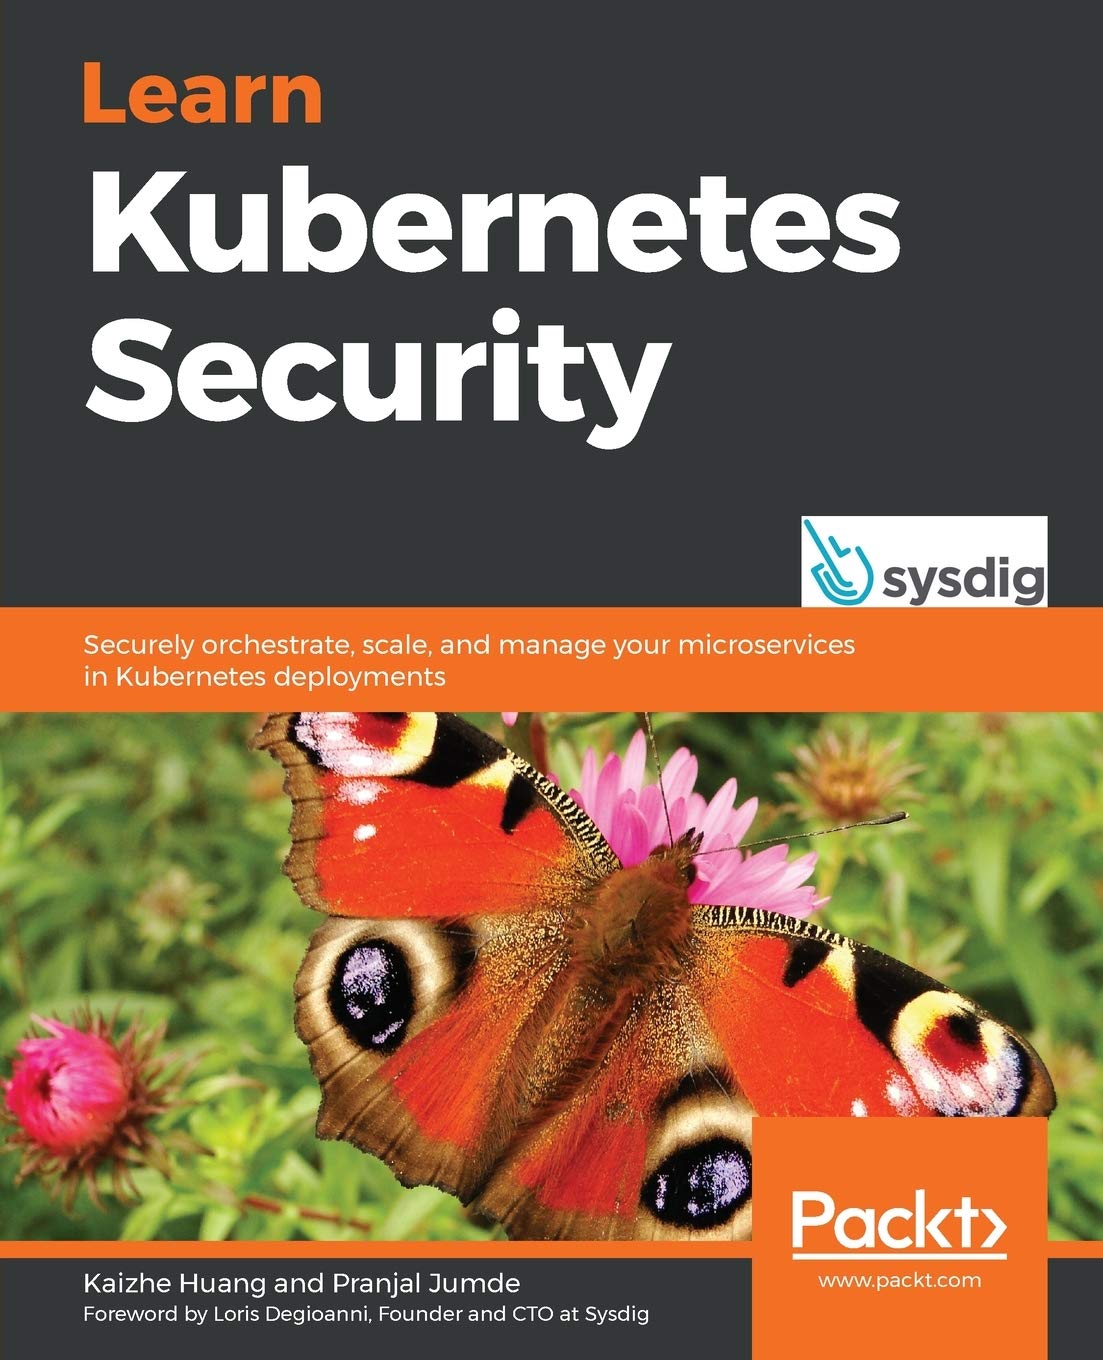 Learn
Kubernetes
Security
sysdig
Securely orchestrate, scale, and manage your microservices
in Kubernetes deployments
Packt>
www.packt.com
Kaizhe Huang and Pranjal Jumde
Foreword by Loris Degioanni, Founder and CTO at Sysdig